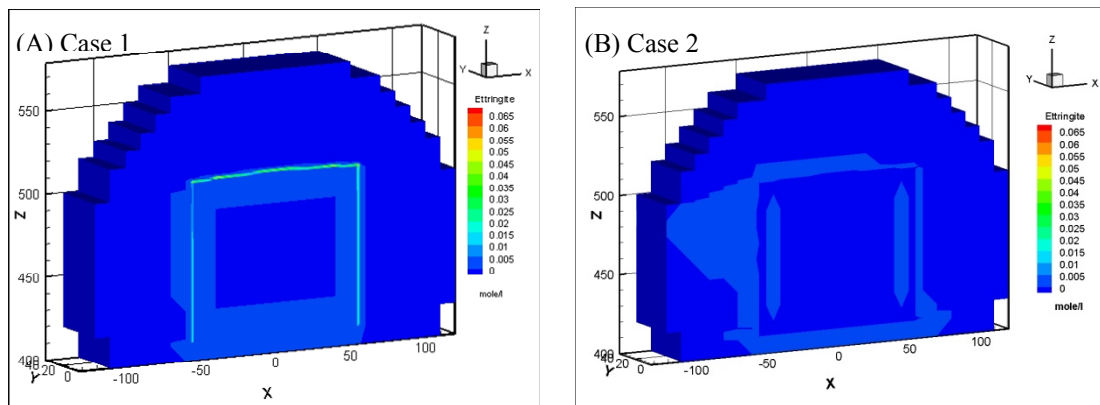 (A) Case 1
Z
Y
X
Ettringite
0.065
0.06
0.055
0.05
0.045
0.04
0.035
0.03
0.025
0.02
0.015
0.01
0.005
0
mole/l
550
500
450
400
Z
20
0
Y
-100
-50
0
50
100
X
(B) Case 2
Z
Y
X
Ettringite
0.065
0.06
0.055
0.05
0.045
0.04
0.035
0.03
0.025
0.02
0.015
0.01
0.005
0
mole/l
550
500
450
400
Z
20
0
Y
-100
-50
0
50
100
X